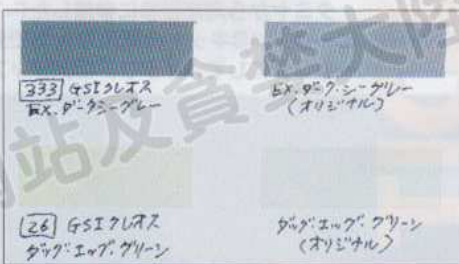 333 GSIクレオス
EX.ダークシーグレー
EX.ダーク.シーグレー
(オリジナル)
26 GSIクレオス
ダック・エッグ・グリーン
ダック・エッグ・グリーン
(オリジナル)